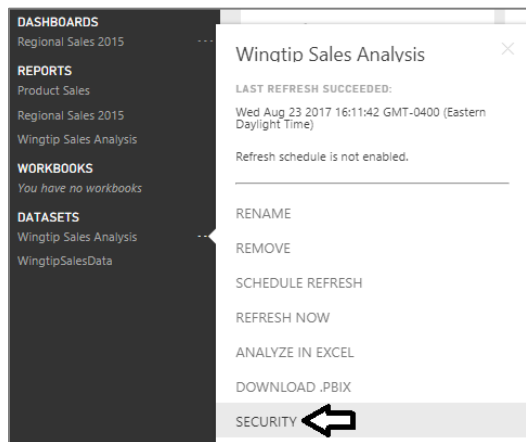 DASHBOARDS
Regional Sales 2015
REPORTS
Product Sales
Regional Sales 2015
Wingtip Sales Analysis
WORKBOOKS
You have no workbooks
DATASETS
Wingtip Sales Analysis
WingtipSalesData
Wingtip Sales Analysis
LAST REFRESH SUCCEEDED:
Wed Aug 23 2017 16:11:42 GMT-0400 (Eastern
Daylight Time)
Refresh schedule is not enabled.
RENAME
REMOVE
SCHEDULE REFRESH
REFRESH NOW
ANALYZE IN EXCEL
DOWNLOAD .PBIX
SECURITY